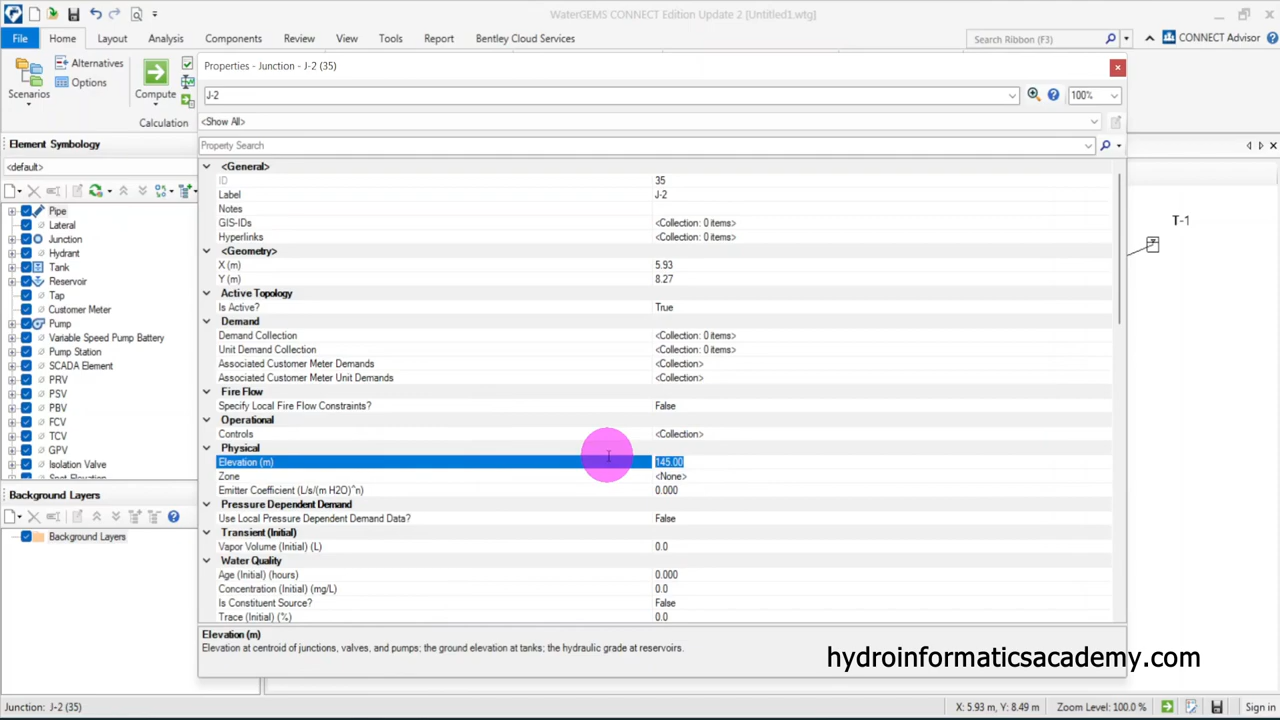 WaterGEMS CONNECT Edition Update 2 [Untitled1.wtg]
File Home Layout Analysis Components Review View Tools Report Bentley Cloud Services Search Ribbon (F3) CONNECT Advisor
Scenarios Alternatives Options Compute
Calculation
Properties - Junction - J-2 (35)
J-2 100%
<Show All>
Property Search
<General>
ID 35
Label J-2
Notes
GIS-IDs <Collection: 0 items>
Hyperlinks <Collection: 0 items>
<Geometry>
X (m) 5.93
Y (m) 8.27
Active Topology
Is Active? True
Demand
Demand Collection <Collection: 0 items>
Unit Demand Collection <Collection: 0 items>
Associated Customer Meter Demands <Collection>
Associated Customer Meter Unit Demands <Collection>
Fire Flow
Specify Local Fire Flow Constraints? False
Operational
Controls <Collection>
Physical
Elevation (m) 145.00
Zone <None>
Emitter Coefficient (L/s/(m H2O)^n) 0.000
Pressure Dependent Demand
Use Local Pressure Dependent Demand Data? False
Transient (Initial)
Vapor Volume (Initial) (L) 0.0
Water Quality
Age (Initial) (hours) 0.000
Concentration (Initial) (mg/L) 0.0
Is Constituent Source? False
Trace (Initial) (%) 0.0
Elevation (m)
Elevation at centroid of junctions, valves, and pumps; the ground elevation at tanks; the hydraulic grade at reservoirs.
Element Symbology
<default>
Pipe
Lateral
Junction
Hydrant
Tank
Reservoir
Tap
Customer Meter
Pump
Variable Speed Pump Battery
Pump Station
SCADA Element
PRV
PSV
PBV
FCV
TCV
GPV
Isolation Valve
Spot Elevation
Background Layers
Background Layers
T-1
hydroinformaticsacademy.com
Junction: J-2 (35) X: 5.93 m, Y: 8.49 m Zoom Level: 100.0 % Sign in